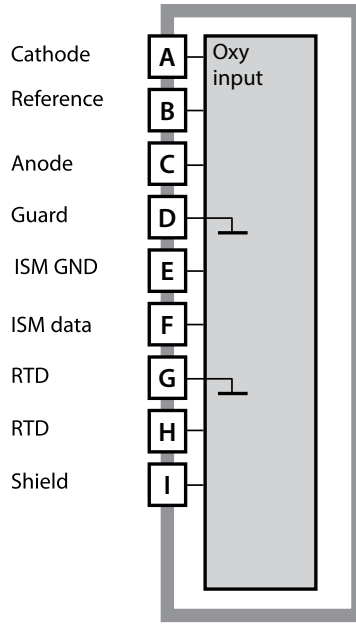 Cathode A Oxy
input
Reference B
Anode C
Guard D
ISM GND E
ISM data F
RTD G
RTD H
Shield I